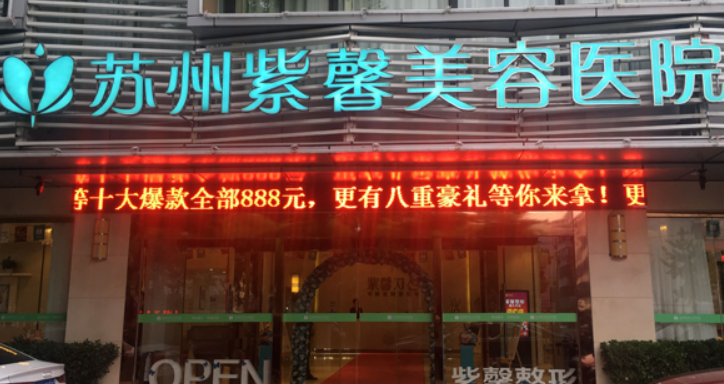 苏州紫馨美容医院
等十大爆款全部888元，更有八重豪礼等你来拿！更
OPEN
紫馨整形